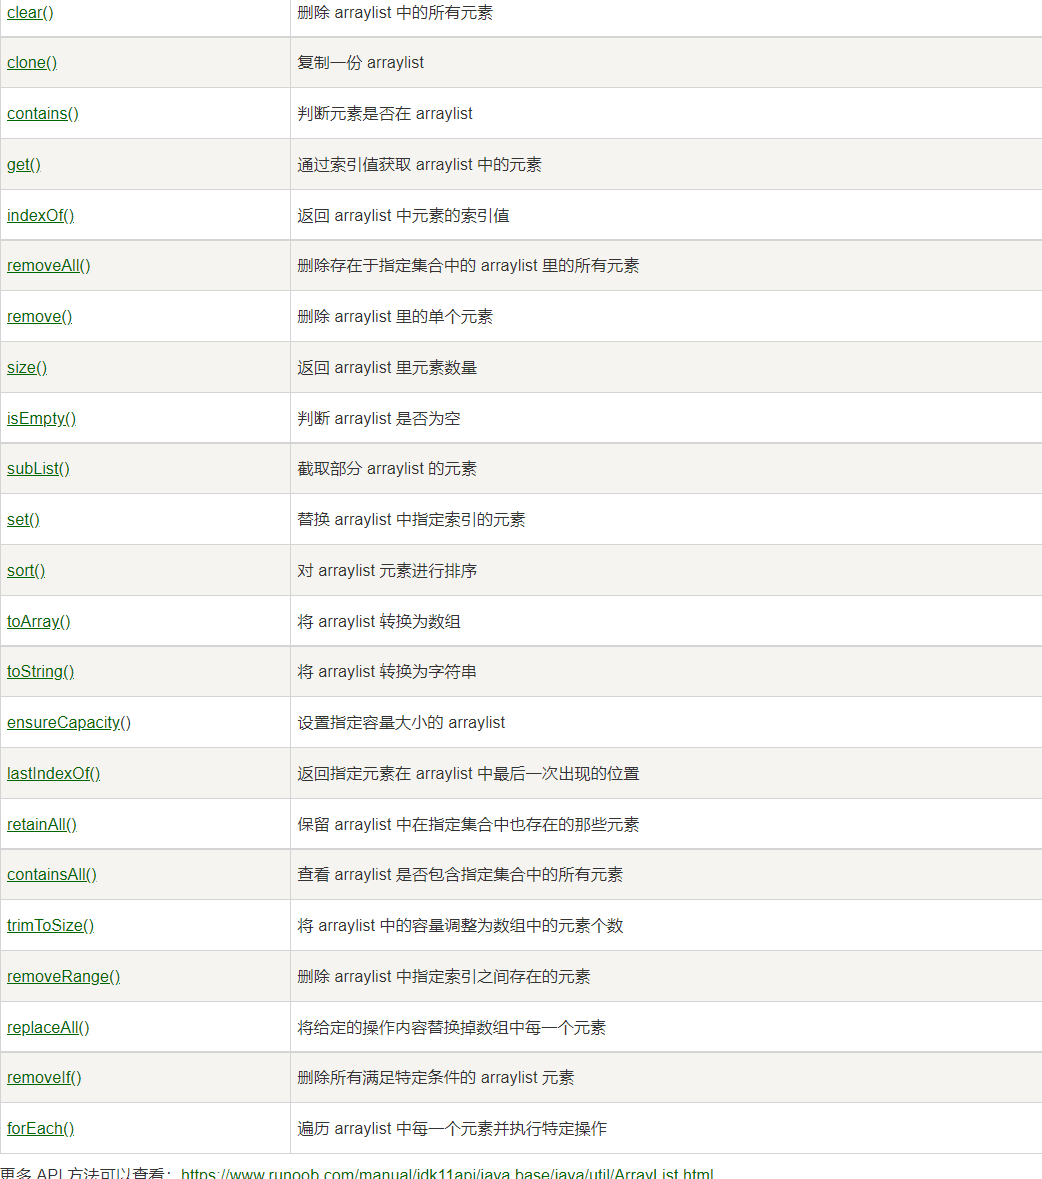 clear() 删除 arraylist 中的所有元素
clone() 复制一份 arraylist
contains() 判断元素是否在 arraylist
get() 通过索引值获取 arraylist 中的元素
indexOf() 返回 arraylist 中元素的索引值
removeAll() 删除存在于指定集合中的 arraylist 里的所有元素
remove() 删除 arraylist 里的单个元素
size() 返回 arraylist 里元素数量
isEmpty() 判断 arraylist 是否为空
subList() 截取部分 arraylist 的元素
set() 替换 arraylist 中指定索引的元素
sort() 对 arraylist 元素进行排序
toArray() 将 arraylist 转换为数组
toString() 将 arraylist 转换为字符串
ensureCapacity() 设置指定容量大小的 arraylist
lastIndexOf() 返回指定元素在 arraylist 中最后一次出现的位置
retainAll() 保留 arraylist 中在指定集合中也存在的那些元素
containsAll() 查看 arraylist 是否包含指定集合中的所有元素
trimToSize() 将 arraylist 中的容量调整为数组中的元素个数
removeRange() 删除 arraylist 中指定索引之间存在的元素
replaceAll() 将给定的操作内容替换掉数组中每一个元素
removeIf() 删除所有满足特定条件的 arraylist 元素
forEach() 遍历 arraylist 中每一个元素并执行特定操作
更多 API 方法可以查看：https://www.runoob.com/manual/jdk11api/java.base/java/util/ArrayList.html